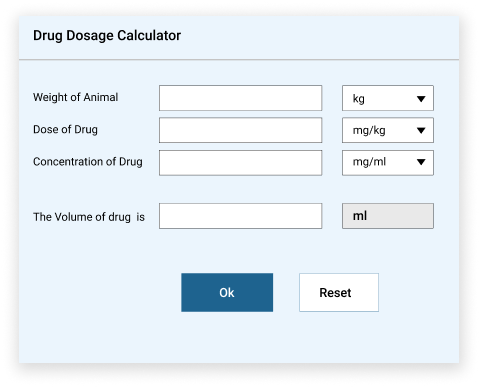 Drug Dosage Calculator
Weight of Animal kg
Dose of Drug mg/kg
Concentration of Drug mg/ml
The Volume of drug is ml
Ok Reset